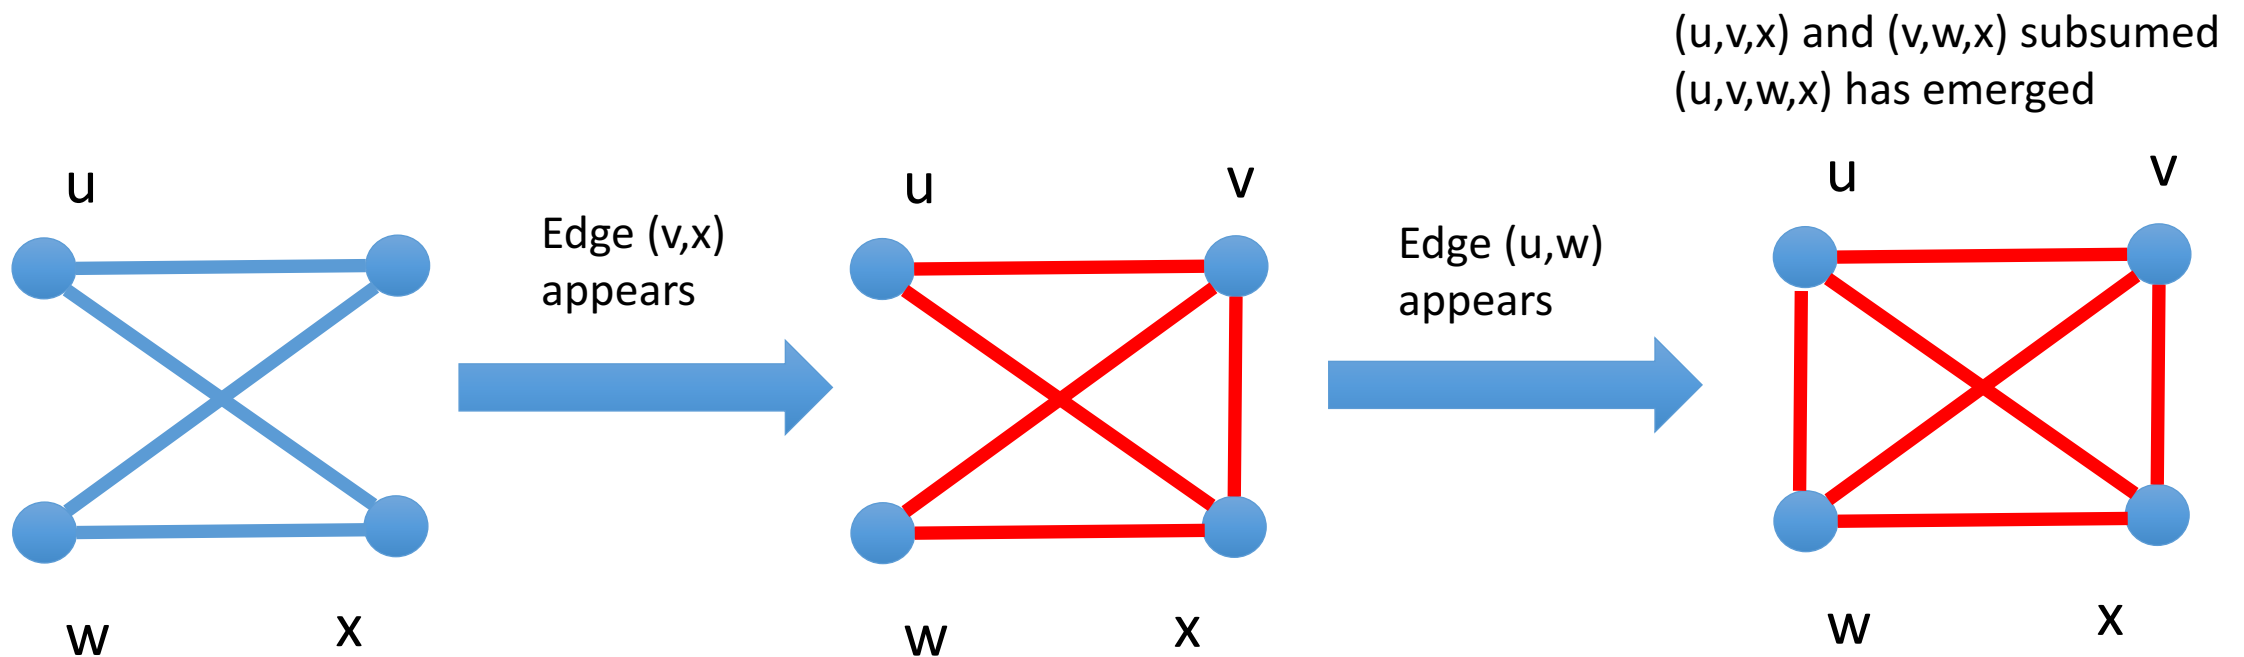 (u,v,x) and (v,w,x) subsumed
(u,v,w,x) has emerged
u
w
x
Edge (v,x)
appears
u
v
w
x
Edge (u,w)
appears
u
v
w
x